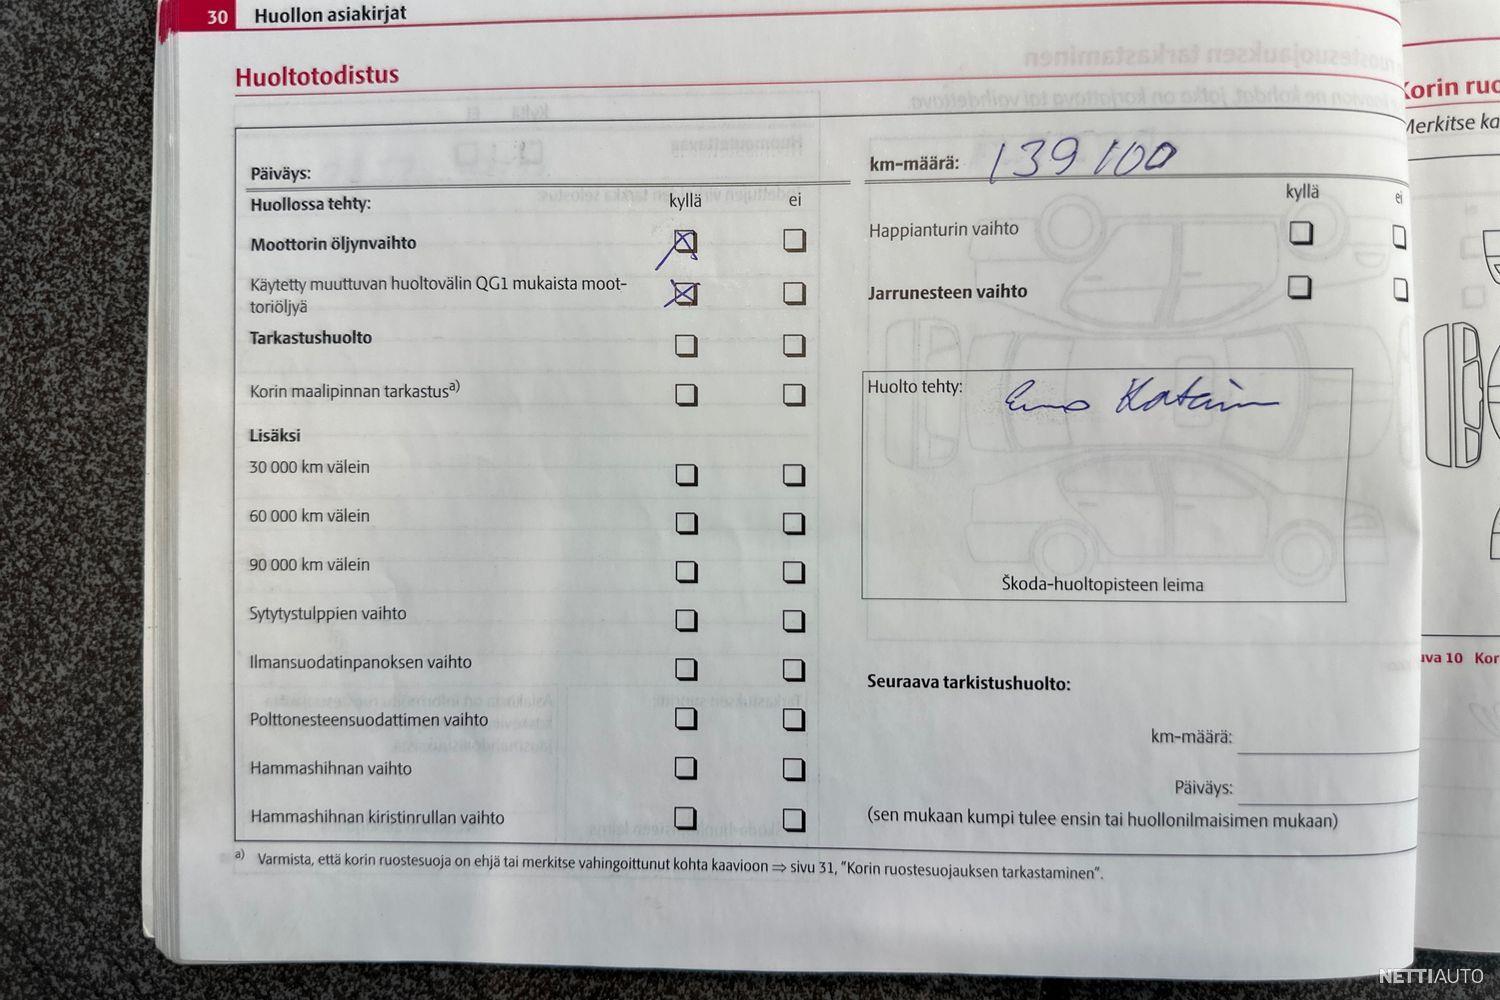 30 Huollon asiakirjat
Huoltotodistus
Päiväys:
km-määrä: 139 100
Huollossa tehty: kyllä ei
Moottorin öljynvaihto
Käytetty muuttuvan huoltovälin QG1 mukaista moot-
toriöljyä
Tarkastushuolto
Korin maalipinnan tarkastus a)
Lisäksi
30 000 km välein
60 000 km välein
90 000 km välein
Sytytystulppien vaihto
Ilmansuodatinpanoksen vaihto
Polttonesteensuodattimen vaihto
Hammashihnan vaihto
Hammashihnan kiristinrullan vaihto
kyllä ei
Happianturin vaihto
Jarrunesteen vaihto
Huolto tehty:
Škoda-huoltopisteen leima
Seuraava tarkistushuolto:
km-määrä:
Päiväys:
(sen mukaan kumpi tulee ensin tai huollonilmaisimen mukaan)
a) Varmista, että korin ruostesuoja on ehjä tai merkitse vahingoittunut kohta kaavioon ⇒ sivu 31, "Korin ruostesuojauksen tarkastaminen".
Korin ruo
Merkitse ka
uva 10 Kor
NETTIAUTO